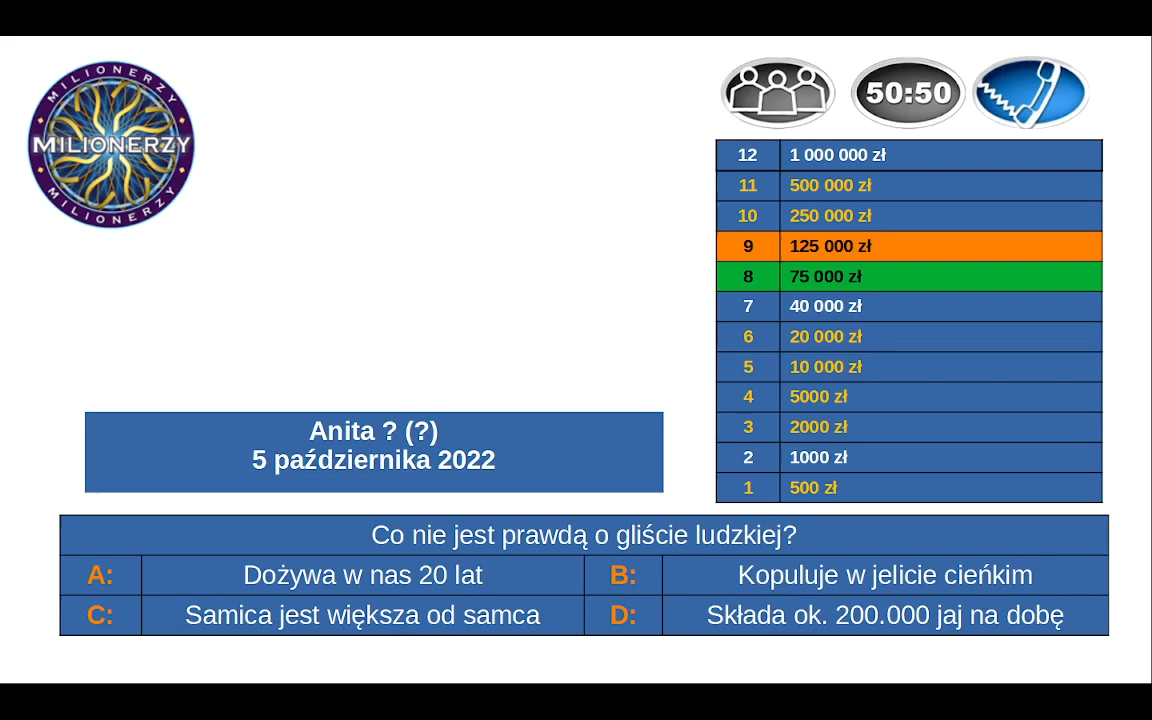 MILIONERZY
MILIONERZY
MILIONERZY
50:50
12 1 000 000 zł
11 500 000 zł
10 250 000 zł
9 125 000 zł
8 75 000 zł
7 40 000 zł
6 20 000 zł
5 10 000 zł
4 5000 zł
3 2000 zł
2 1000 zł
1 500 zł
Anita ? (?)
5 października 2022
Co nie jest prawdą o gliście ludzkiej?
A: Dożywa w nas 20 lat B: Kopuluje w jelicie cieńkim
C: Samica jest większa od samca D: Składa ok. 200.000 jaj na dobę